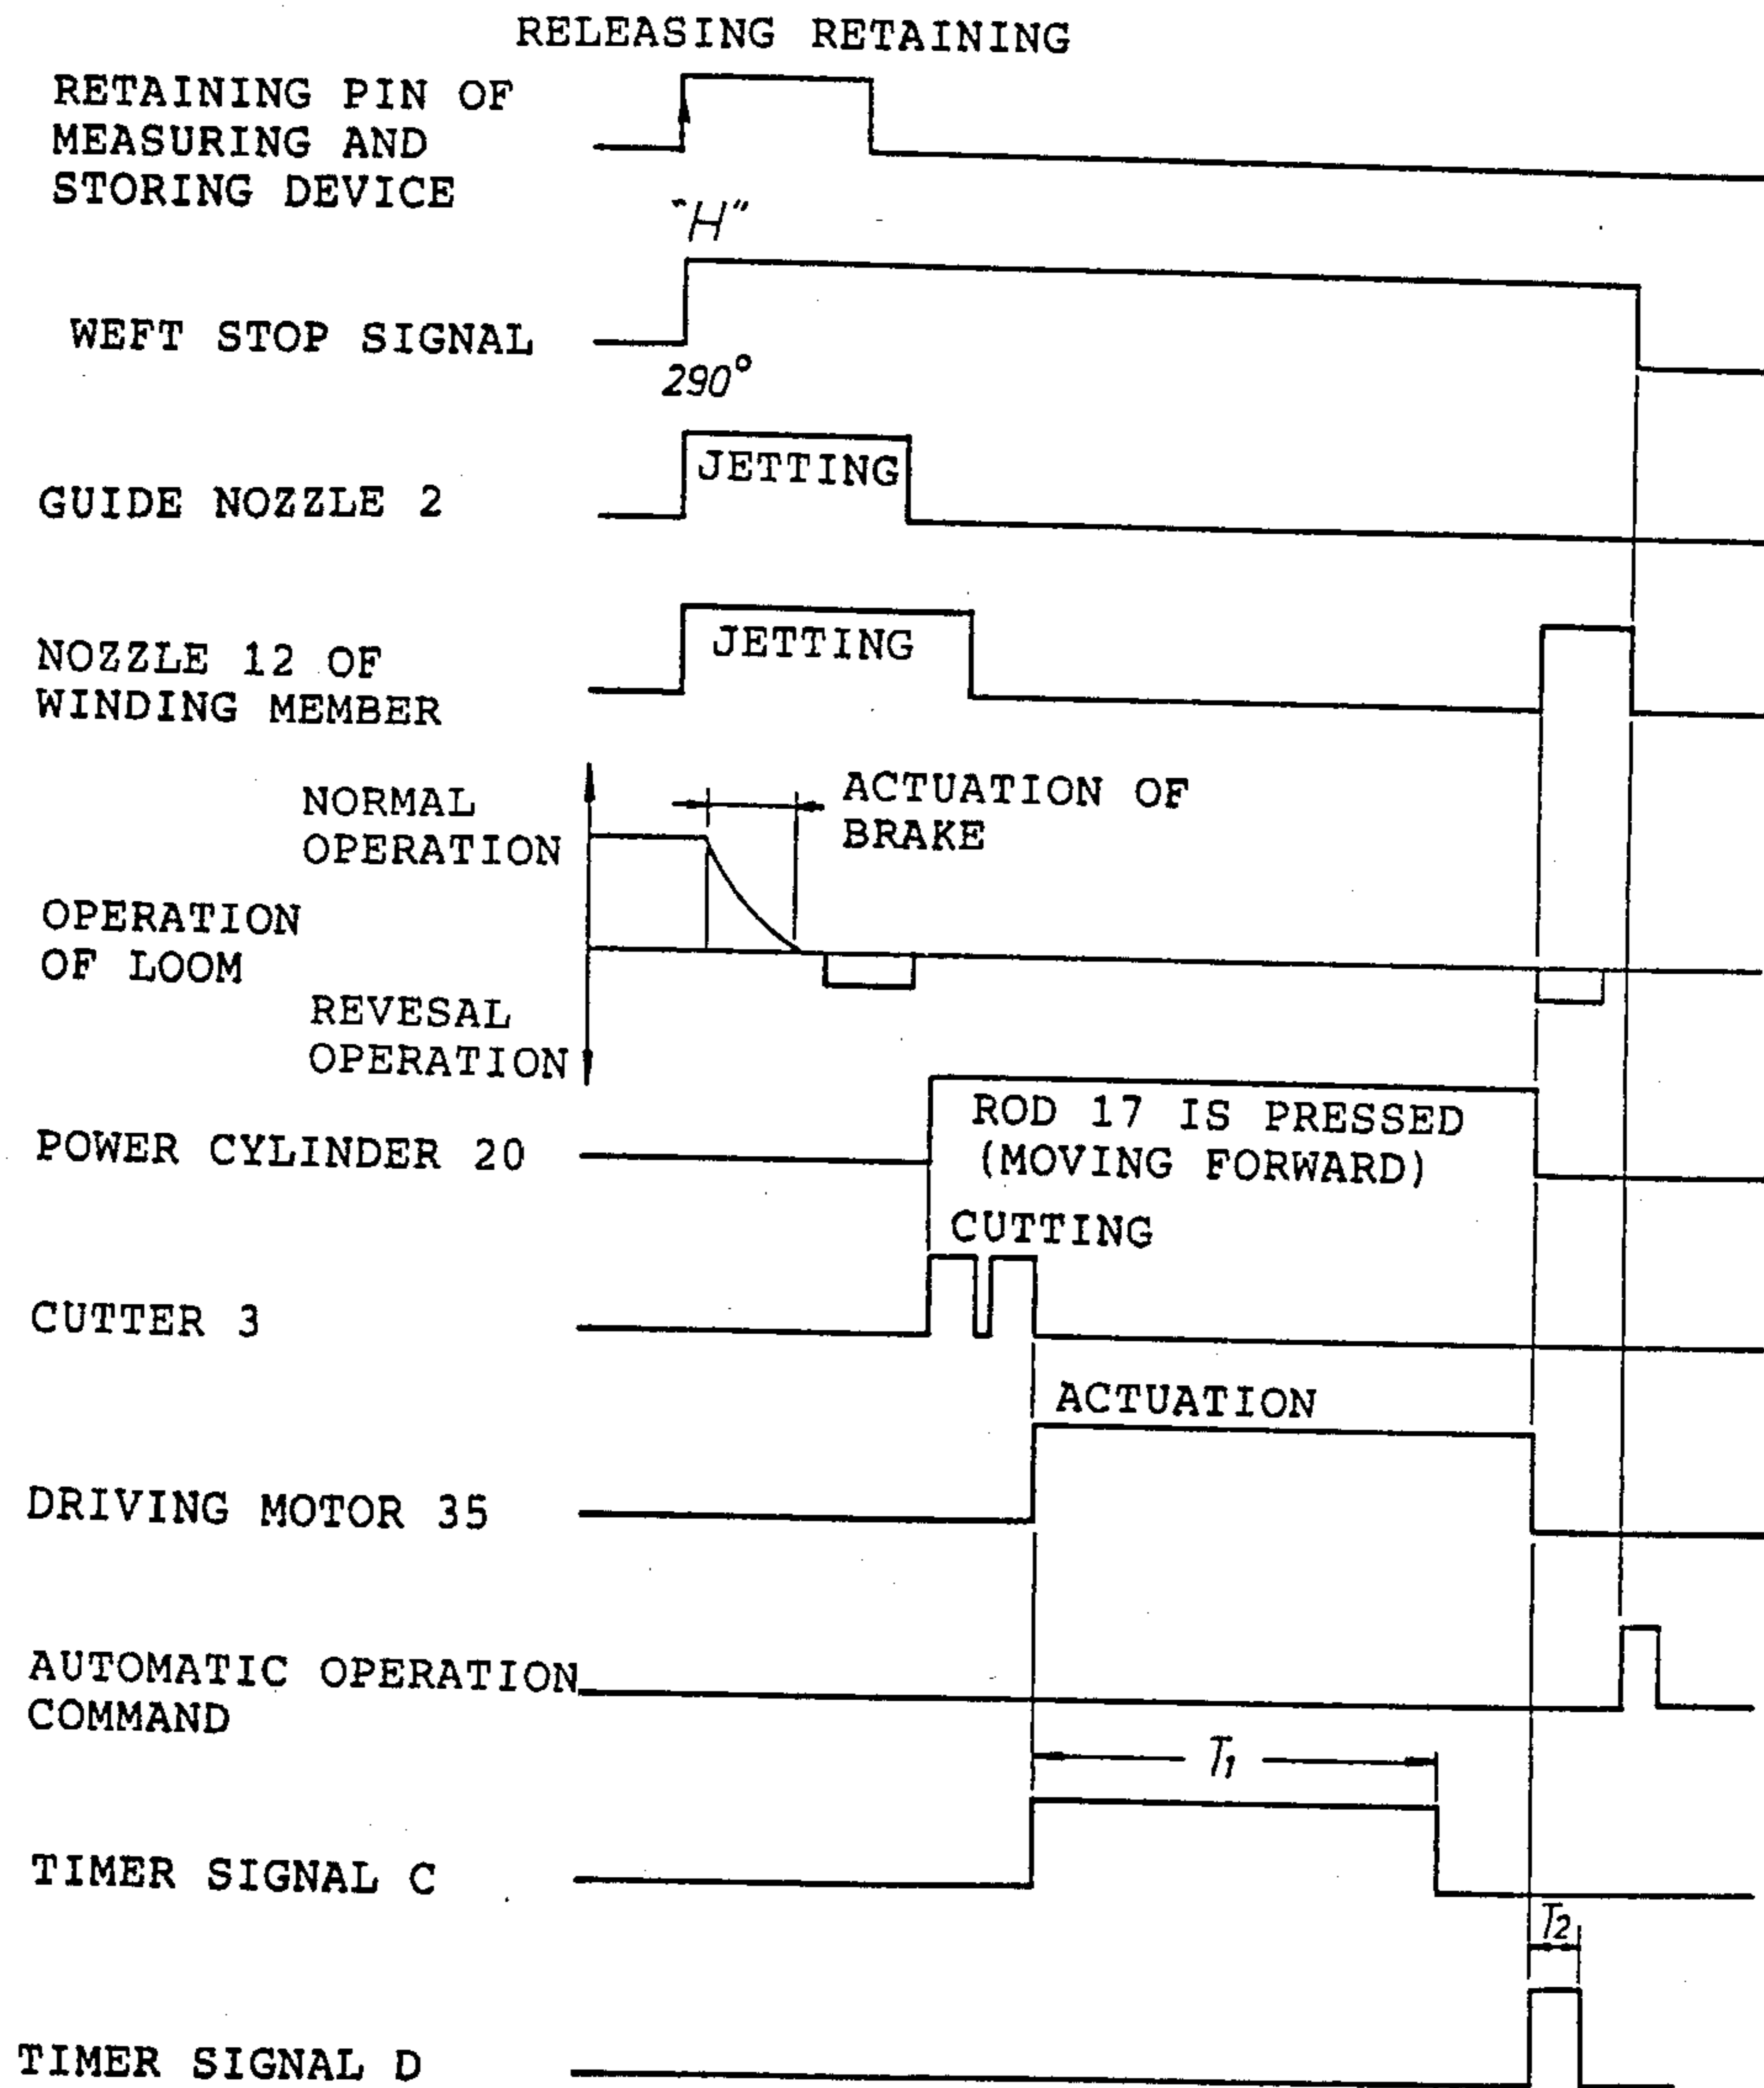 RELEASING RETAINING
RETAINING PIN OF
MEASURING AND
STORING DEVICE
"H"
WEFT STOP SIGNAL
290°
JETTING
GUIDE NOZZLE 2
JETTING
NOZZLE 12 OF
WINDING MEMBER
NORMAL
OPERATION
ACTUATION OF
BRAKE
OPERATION
OF LOOM
REVESAL
OPERATION
POWER CYLINDER 20
ROD 17 IS PRESSED
(MOVING FORWARD)
CUTTING
CUTTER 3
ACTUATION
DRIVING MOTOR 35
AUTOMATIC OPERATION
COMMAND
T1
TIMER SIGNAL C
T2
TIMER SIGNAL D